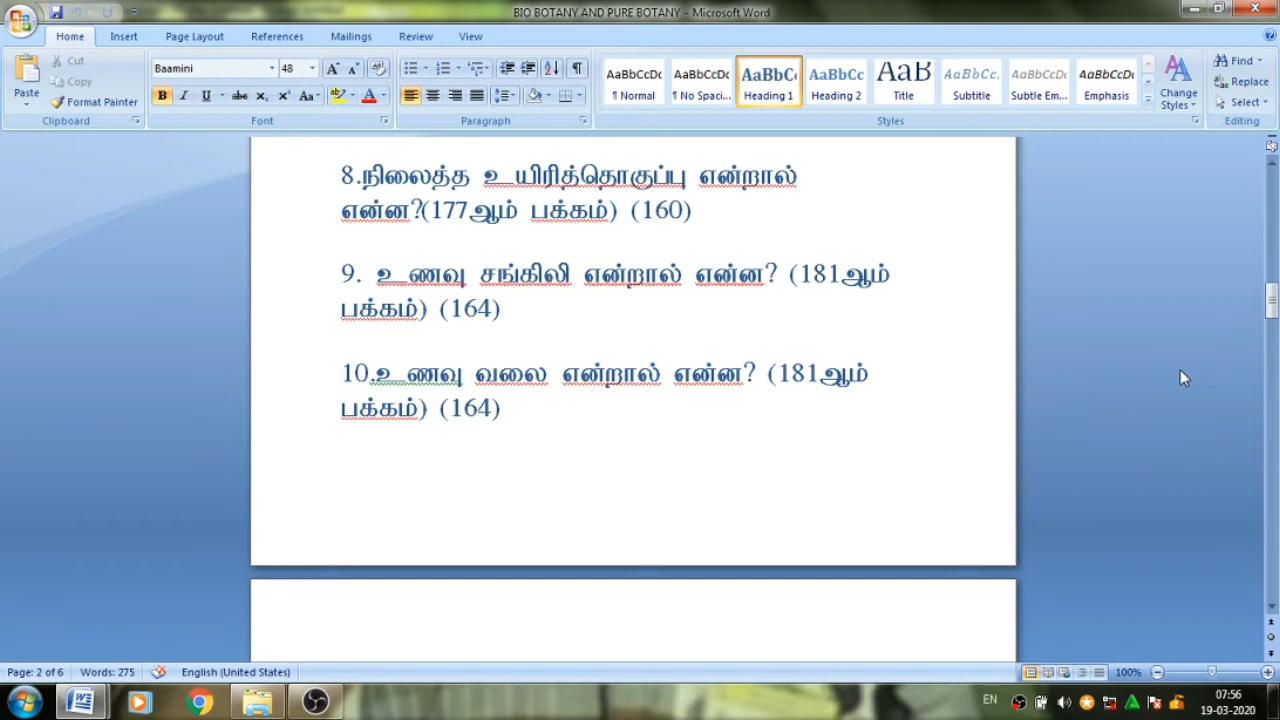 BIO BOTANY AND PURE BOTANY - Microsoft Word
Home Insert Page Layout References Mailings Review View
Paste Cut Copy Format Painter
Baamini 48
AaBbCcDc AaBbCcDc AaBbCc AaBbCc AaB AaBbCc. AaBbCcDc AaBbCcDc
¶ Normal ¶ No Spaci... Heading 1 Heading 2 Title Subtitle Subtle Em... Emphasis
Change Styles
Find Replace Select
Clipboard Font Paragraph Styles Editing
8.நிலைத்த உயிரித்தொகுப்பு என்றால்
என்ன?(177ஆம் பக்கம்) (160)
9. உணவு சங்கிலி என்றால் என்ன? (181ஆம்
பக்கம்) (164)
10.உணவு வலை என்றால் என்ன? (181ஆம்
பக்கம்) (164)
Page: 2 of 6 Words: 275 English (United States) 100%
EN 07:56
19-03-2020